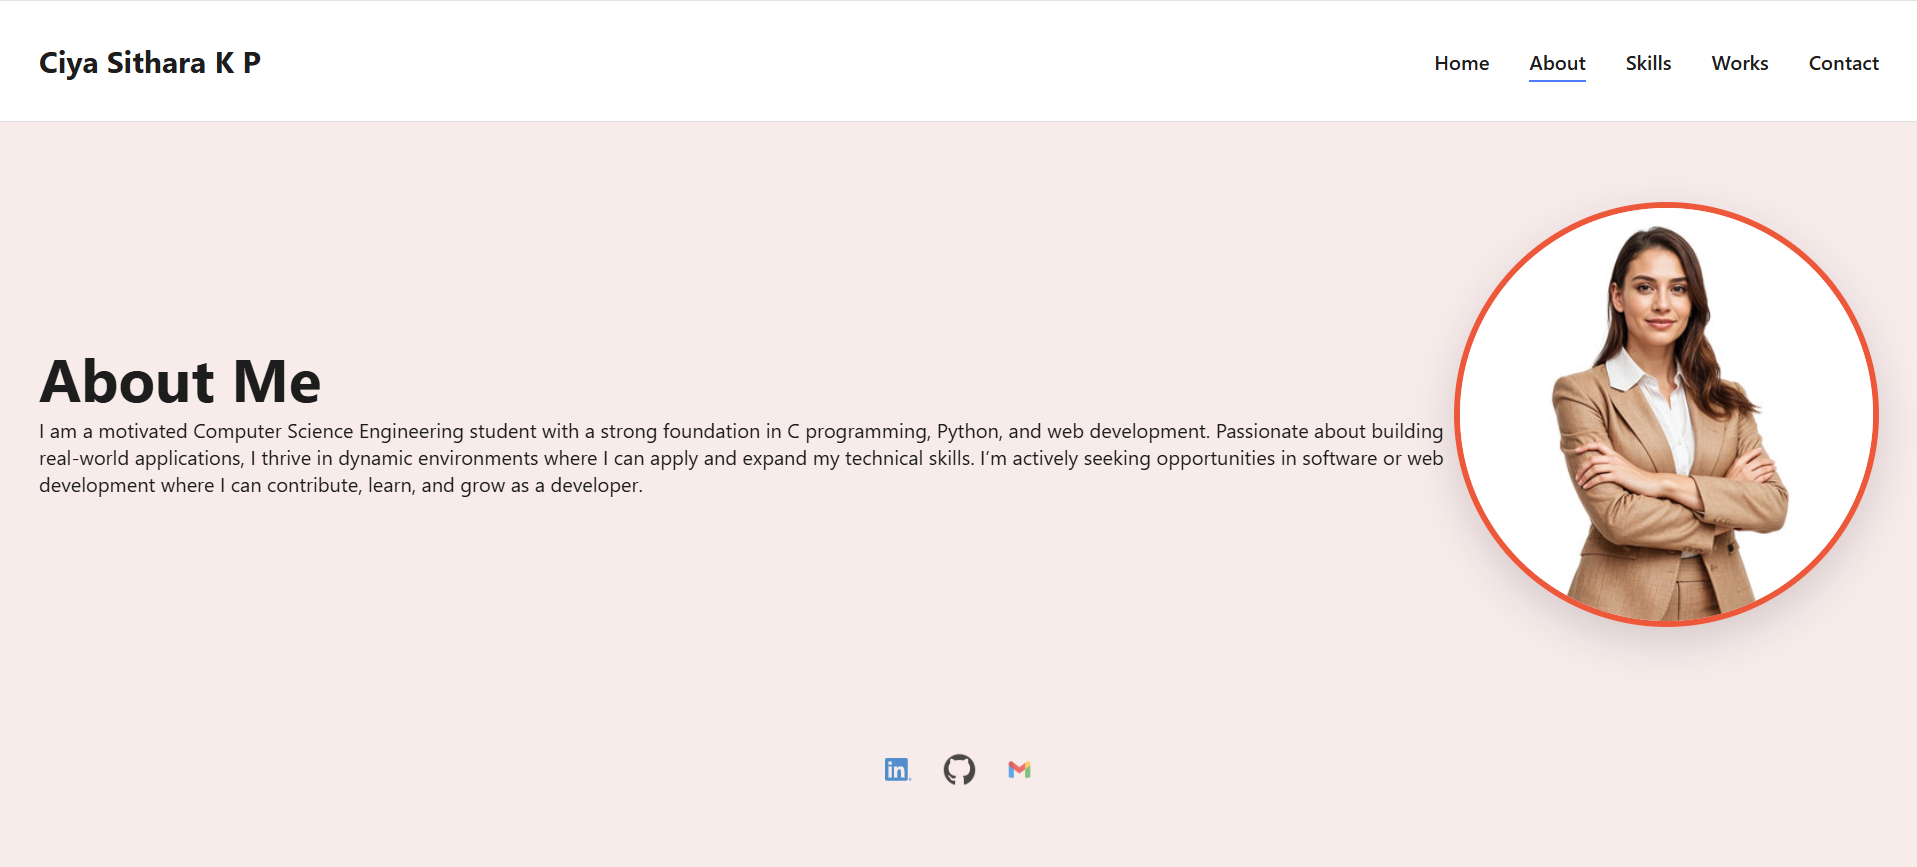 Ciya Sithara K P
Home About Skills Works Contact
About Me
I am a motivated Computer Science Engineering student with a strong foundation in C programming, Python, and web development. Passionate about building
real-world applications, I thrive in dynamic environments where I can apply and expand my technical skills. I’m actively seeking opportunities in software or web
development where I can contribute, learn, and grow as a developer.
in